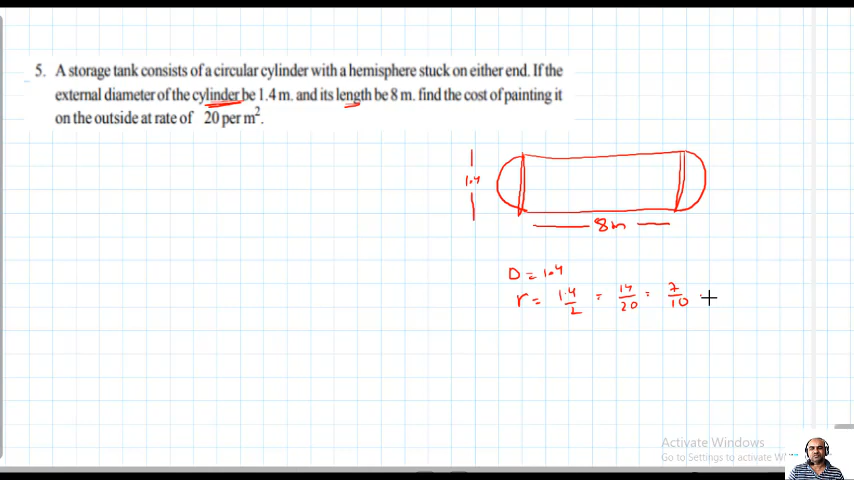 5. A storage tank consists of a circular cylinder with a hemisphere stuck on either end. If the
external diameter of the cylinder be 1.4 m. and its length be 8 m. find the cost of painting it
on the outside at rate of 20 per m².
1.4
8m
D = 1.4
r = 1.4/2 = 14/20 = 7/10
Activate Windows
Go to Settings to activate Wi